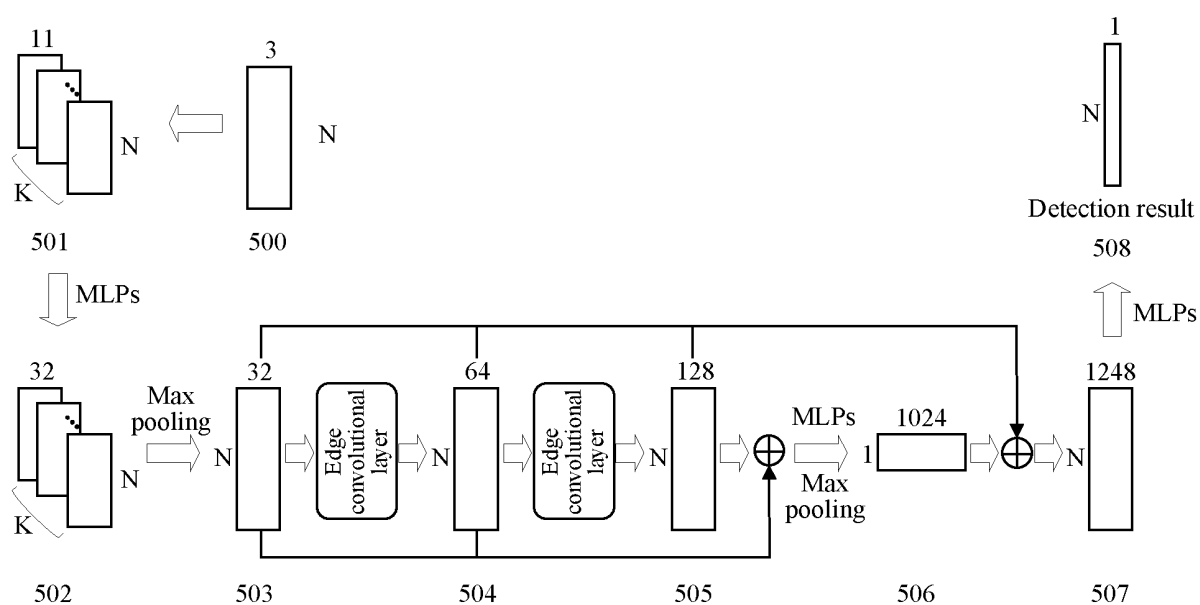 11
3
1
N
N
N
K
Detection result
501
500
508
MLPs
MLPs
32
32
64
128
1248
Max
pooling
Edge
convolutional
layer
Edge
convolutional
layer
MLPs
1024
N
N
N
N
1
N
Max
pooling
K
502
503
504
505
506
507